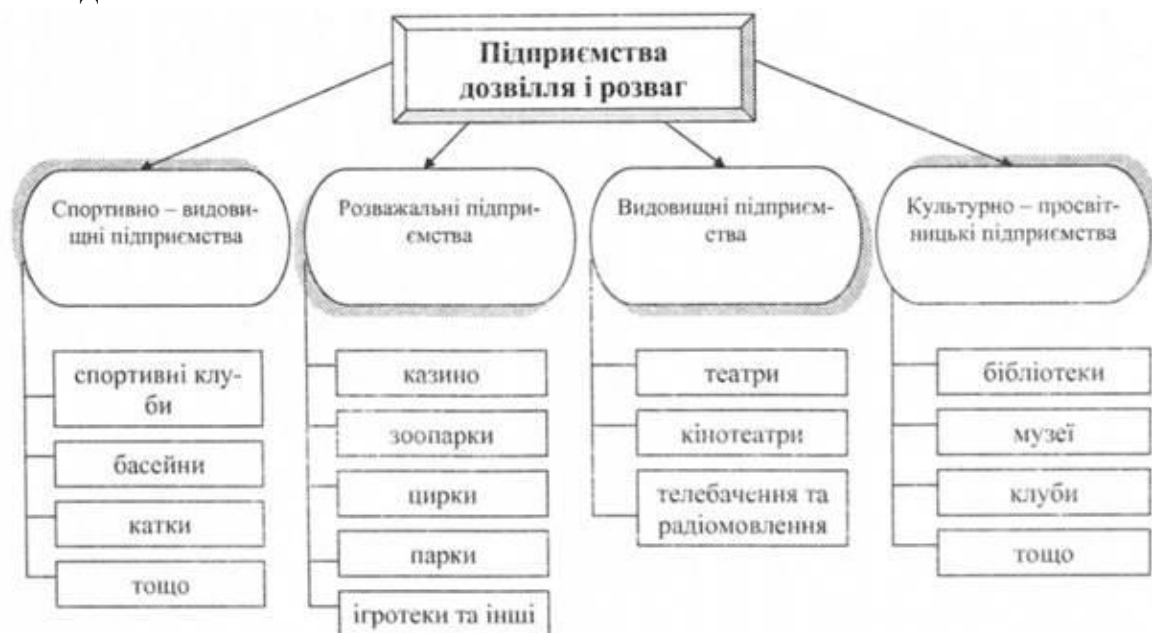 Підприємства
дозвілля і розваг
Спортивно – видови-
щні підприємства
Розважальні підпри-
ємства
Видовищні підприєм-
ства
Культурно – просвіт-
ницькі підприємства
спортивні клу-
би
басейни
катки
тощо
казино
зоопарки
цирки
парки
ігротеки та інші
театри
кінотеатри
телебачення та
радіомовлення
бібліотеки
музеї
клуби
тощо